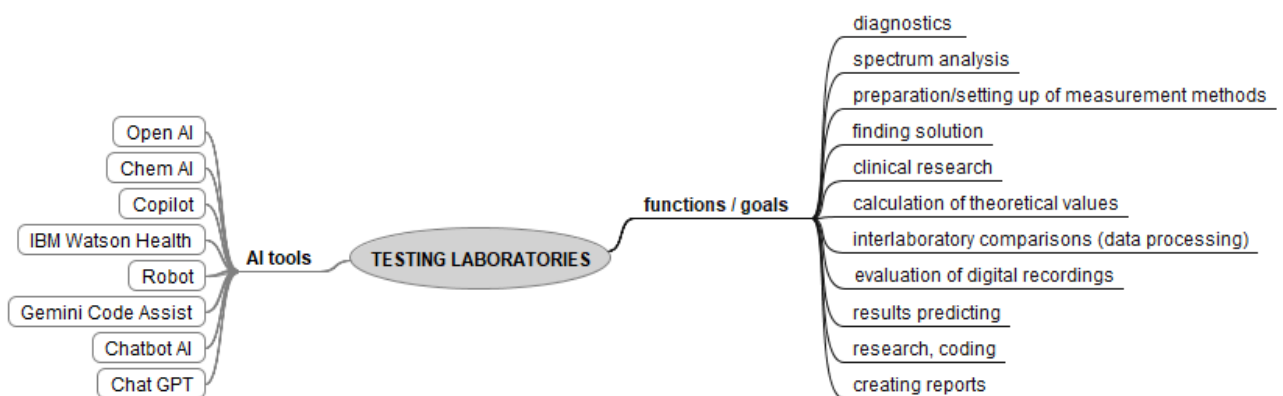 Open AI
Chem AI
Copilot
IBM Watson Health
Robot
Gemini Code Assist
Chatbot AI
Chat GPT
AI tools
TESTING LABORATORIES
functions / goals
diagnostics
spectrum analysis
preparation/setting up of measurement methods
finding solution
clinical research
calculation of theoretical values
interlaboratory comparisons (data processing)
evaluation of digital recordings
results predicting
research, coding
creating reports